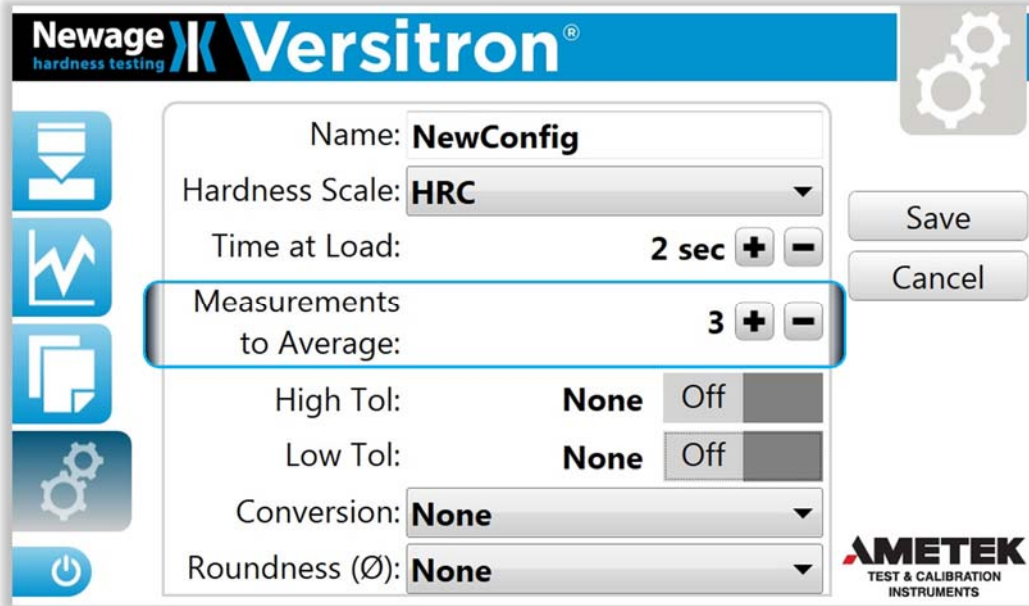 Newage Versitron®
hardness testing
Name: NewConfig
Hardness Scale: HRC
Time at Load: 2 sec + -
Save
Cancel
Measurements
to Average: 3 + -
High Tol: None Off
Low Tol: None Off
Conversion: None
Roundness (Ø): None
AMETEK
TEST & CALIBRATION
INSTRUMENTS